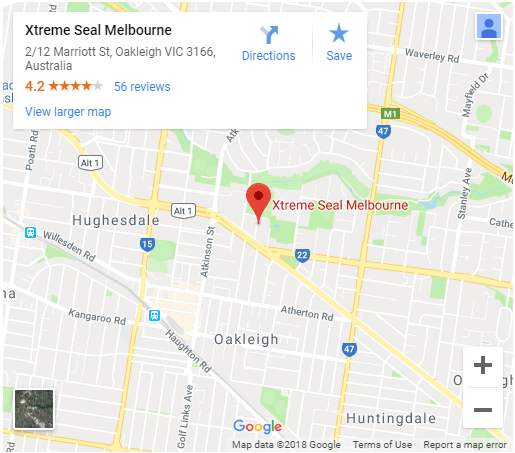 Xtreme Seal Melbourne
2/12 Marriott St, Oakleigh VIC 3166,
Australia
4.2
56 reviews
View larger map
Directions
Save
Waverley Rd
Mayfield Dr
M1
47
Poath Rd
Alt 1
Stanley Ave
Alt 1
Xtreme Seal Melbourne
Hughesdale
Atkinson St
Willesden Rd
15
22
Atherton Rd
Kangaroo Rd
Haughton Rd
Oakleigh
47
Golf Links Ave
Huntingdale
Google
Map data ©2018 Google
Terms of Use
Report a map error